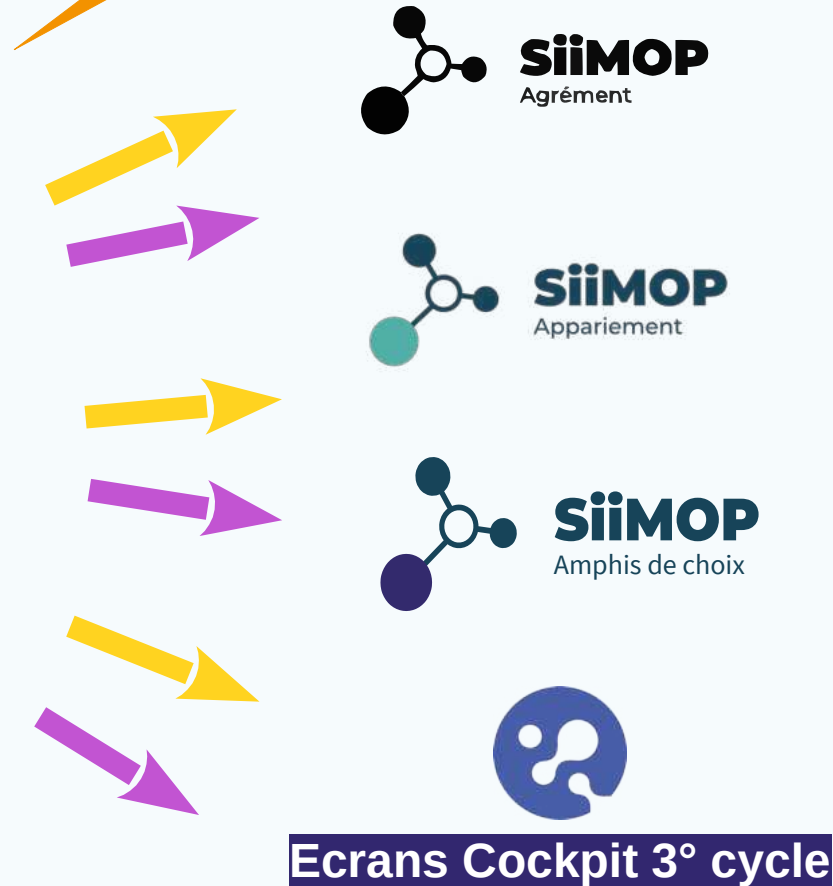 SiiMOP
Agrément
SiiMOP
Appariement
SiiMOP
Amphis de choix
Ecrans Cockpit 3° cycle